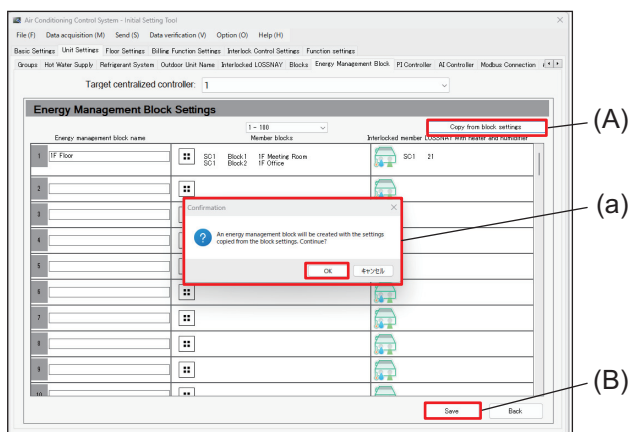 Air Conditioning Control System - Initial Setting Tool
File (F) Data acquisition (M) Send (S) Data verification (V) Option (O) Help (H)
Basic Settings Unit Settings Floor Settings Billing Function Settings Interlock Control Settings Function settings
Groups Hot Water Supply Refrigerant System Outdoor Unit Name Interlocked LOSSNAY Blocks Energy Management Block PI Controller AI Controller Modbus Connection
Target centralized controller: 1
Energy Management Block Settings
1 - 100 Copy from block settings (A)
Energy management block name Member blocks Interlocked member LOSSNAY with heater and humidifier
1 1F Floor SC1 Block1 1F Meeting Room SC1 21
SC1 Block2 1F Office
2
(a)
Confirmation
3
An energy management block will be created with the settings
4
copied from the block settings. Continue?
5
OK キャンセル
6
7
8
9
(B)
10
Save Back